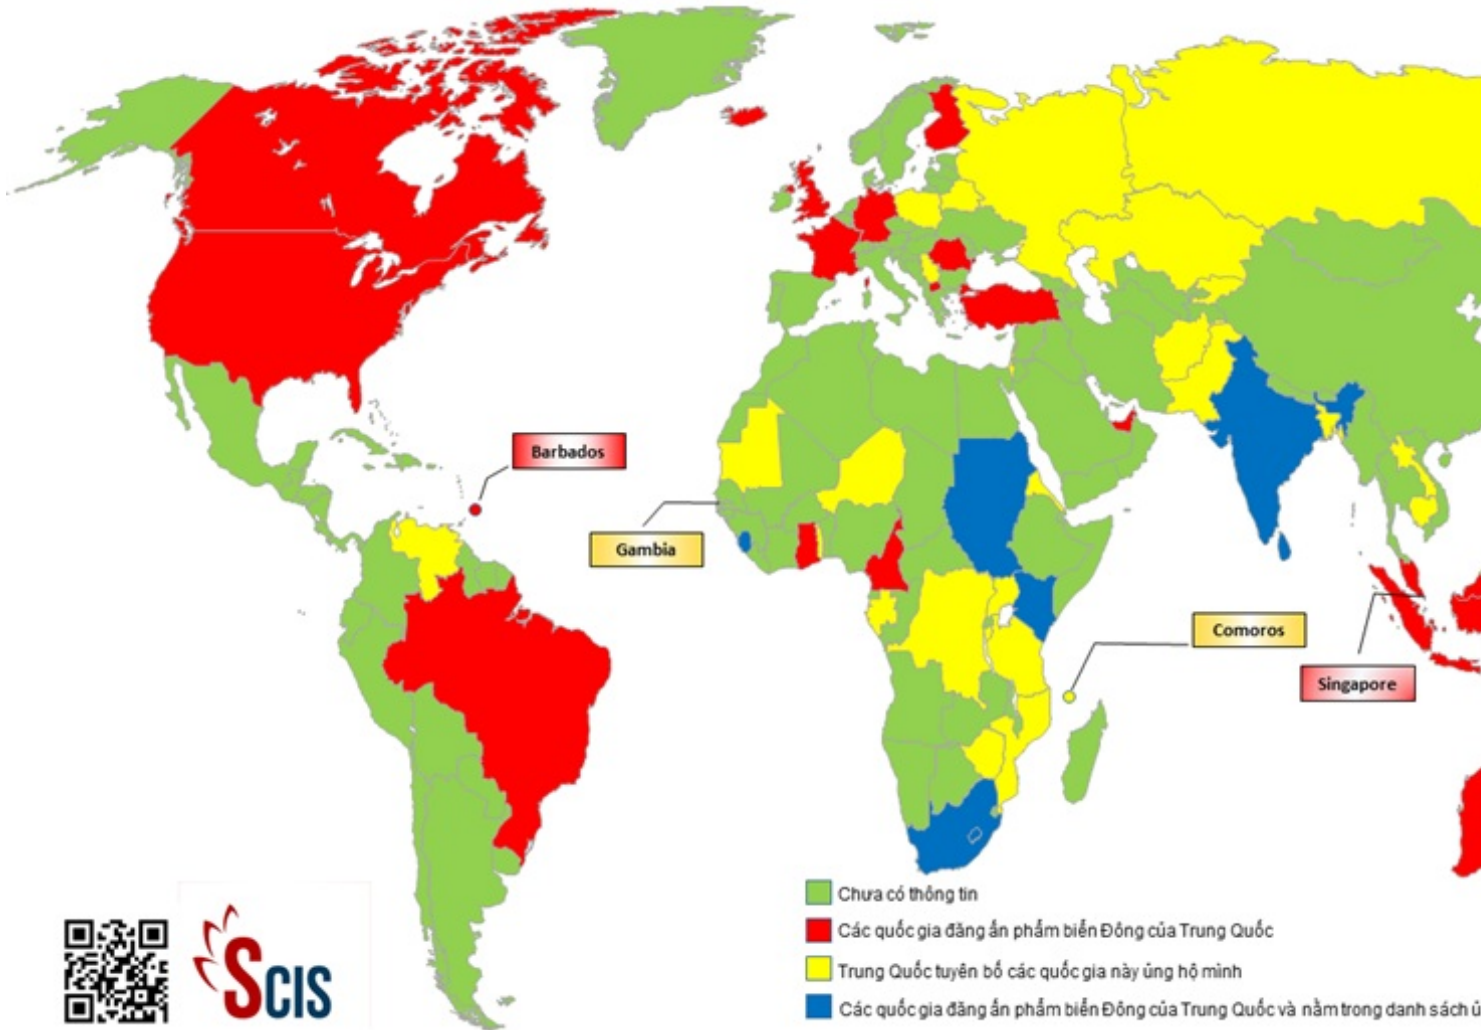 Barbados
Gambia
Comoros
Singapore
Chưa có thông tin
Các quốc gia đăng ấn phẩm biển Đông của Trung Quốc
Trung Quốc tuyên bố các quốc gia này ủng hộ mình
Các quốc gia đăng ấn phẩm biển Đông của Trung Quốc và nằm trong danh sách ủ
SCIS